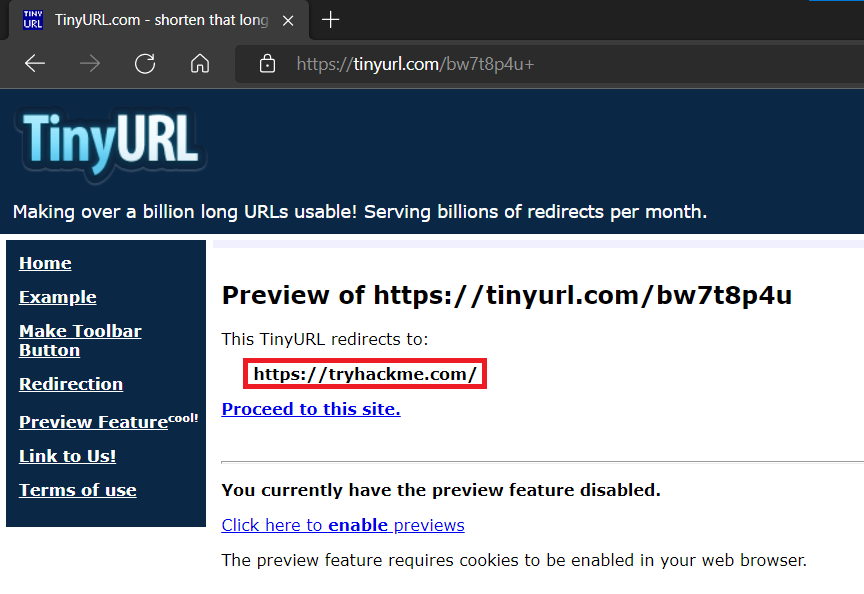 TINY
URL
TinyURL.com - shorten that long
https://tinyurl.com/bw7t8p4u+
TinyURL
Making over a billion long URLs usable! Serving billions of redirects per month.
Home
Example
Make Toolbar
Button
Redirection
Preview Featurecool!
Link to Us!
Terms of use
Preview of https://tinyurl.com/bw7t8p4u
This TinyURL redirects to:
https://tryhackme.com/
Proceed to this site.
You currently have the preview feature disabled.
Click here to enable previews
The preview feature requires cookies to be enabled in your web browser.